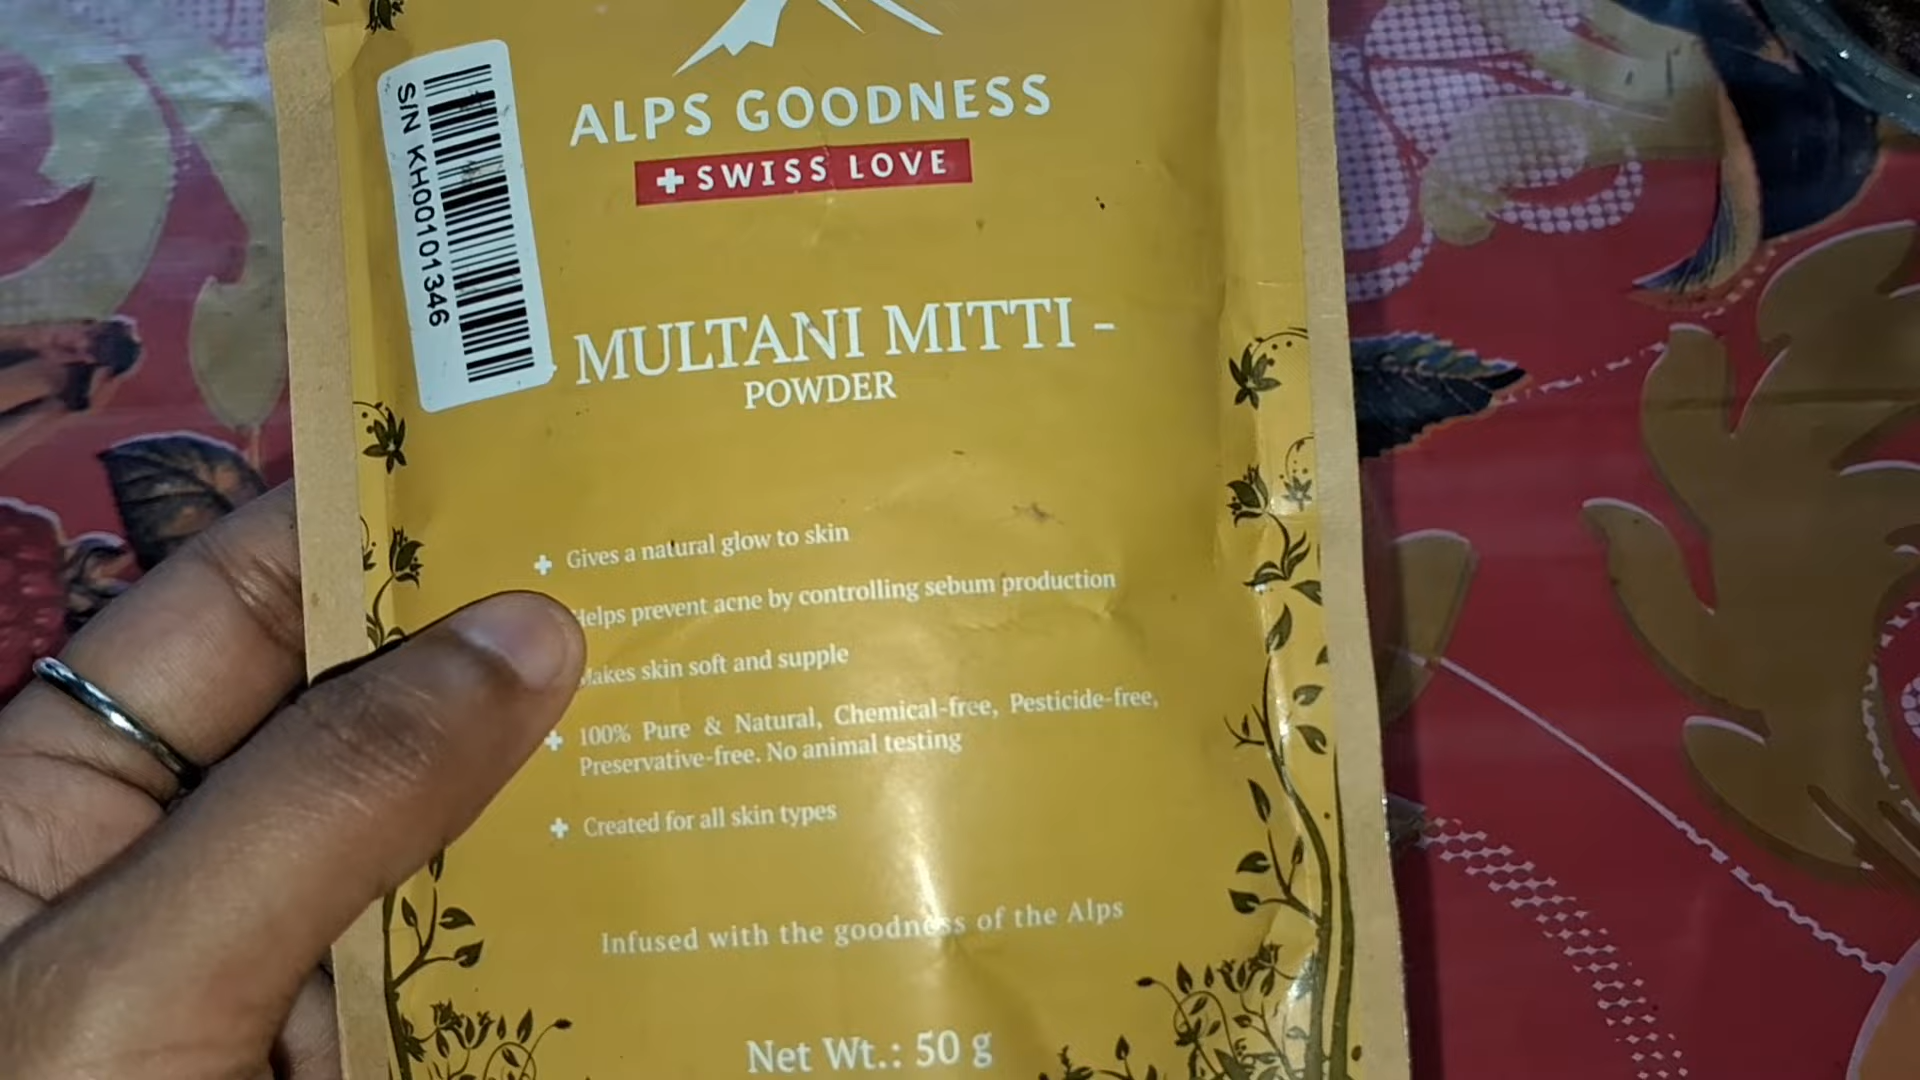 ALPS GOODNESS
SWISS LOVE
S/N KH00101346
MULTANI MITTI -
POWDER
Gives a natural glow to skin
Helps prevent acne by controlling sebum production
Makes skin soft and supple
100% Pure & Natural, Chemical-free, Pesticide-free,
Preservative-free. No animal testing
Created for all skin types
Infused with the goodness of the Alps
Net Wt.: 50 g